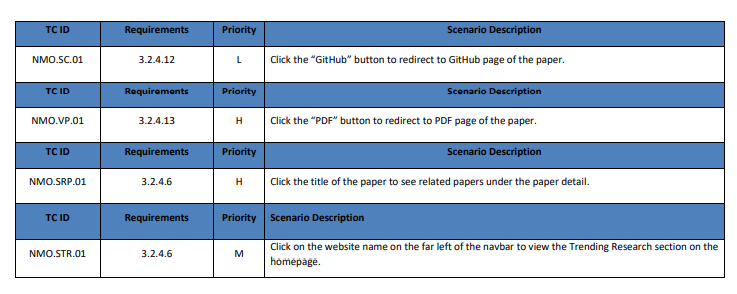 TC ID Requirements Priority Scenario Description
NMO.SC.01 3.2.4.12 L Click the “GitHub” button to redirect to GitHub page of the paper.
TC ID Requirements Priority Scenario Description
NMO.VP.01 3.2.4.13 H Click the “PDF” button to redirect to PDF page of the paper.
TC ID Requirements Priority Scenario Description
NMO.SRP.01 3.2.4.6 H Click the title of the paper to see related papers under the paper detail.
TC ID Requirements Priority Scenario Description
NMO.STR.01 3.2.4.6 M Click on the website name on the far left of the navbar to view the Trending Research section on the
homepage.